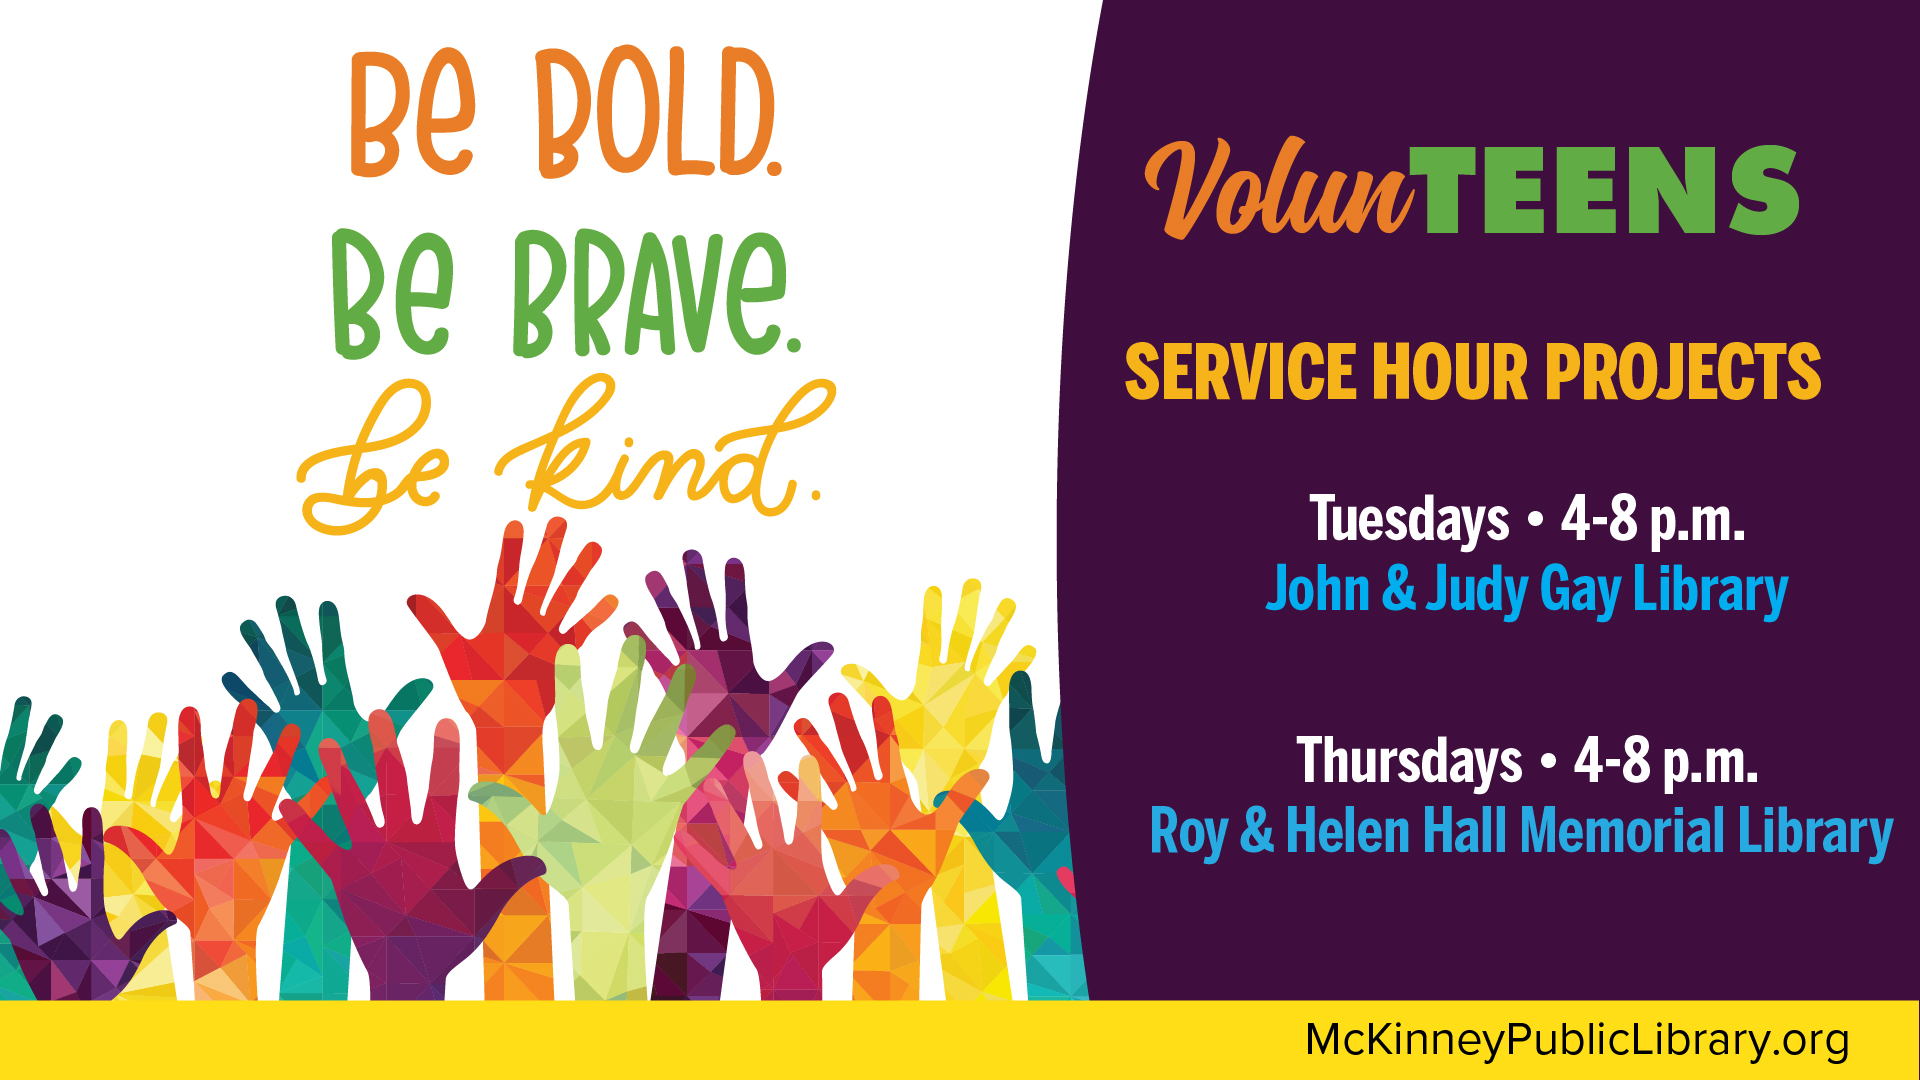 Be BOLD.
Be BRAVe.
be kind.
VolunTEENS
SERVICE HOUR PROJECTS
Tuesdays • 4-8 p.m.
John & Judy Gay Library
Thursdays • 4-8 p.m.
Roy & Helen Hall Memorial Library
McKinneyPublicLibrary.org